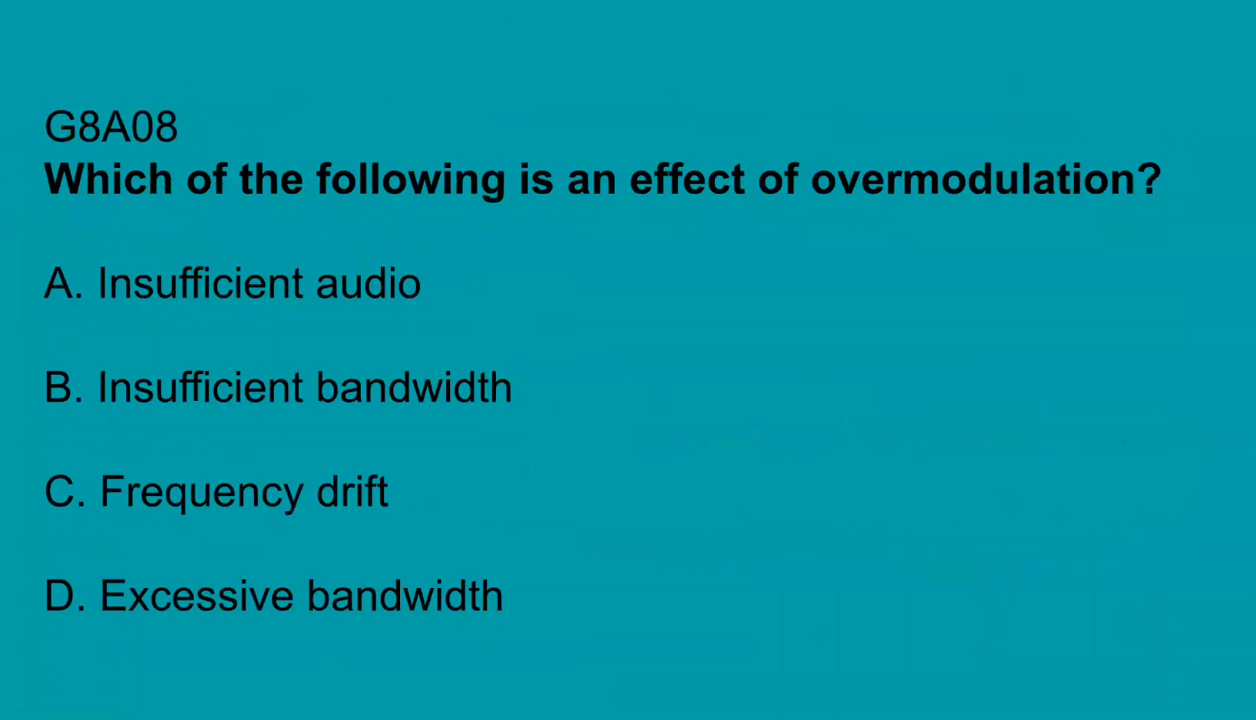 G8A08
Which of the following is an effect of overmodulation?
A. Insufficient audio
B. Insufficient bandwidth
C. Frequency drift
D. Excessive bandwidth